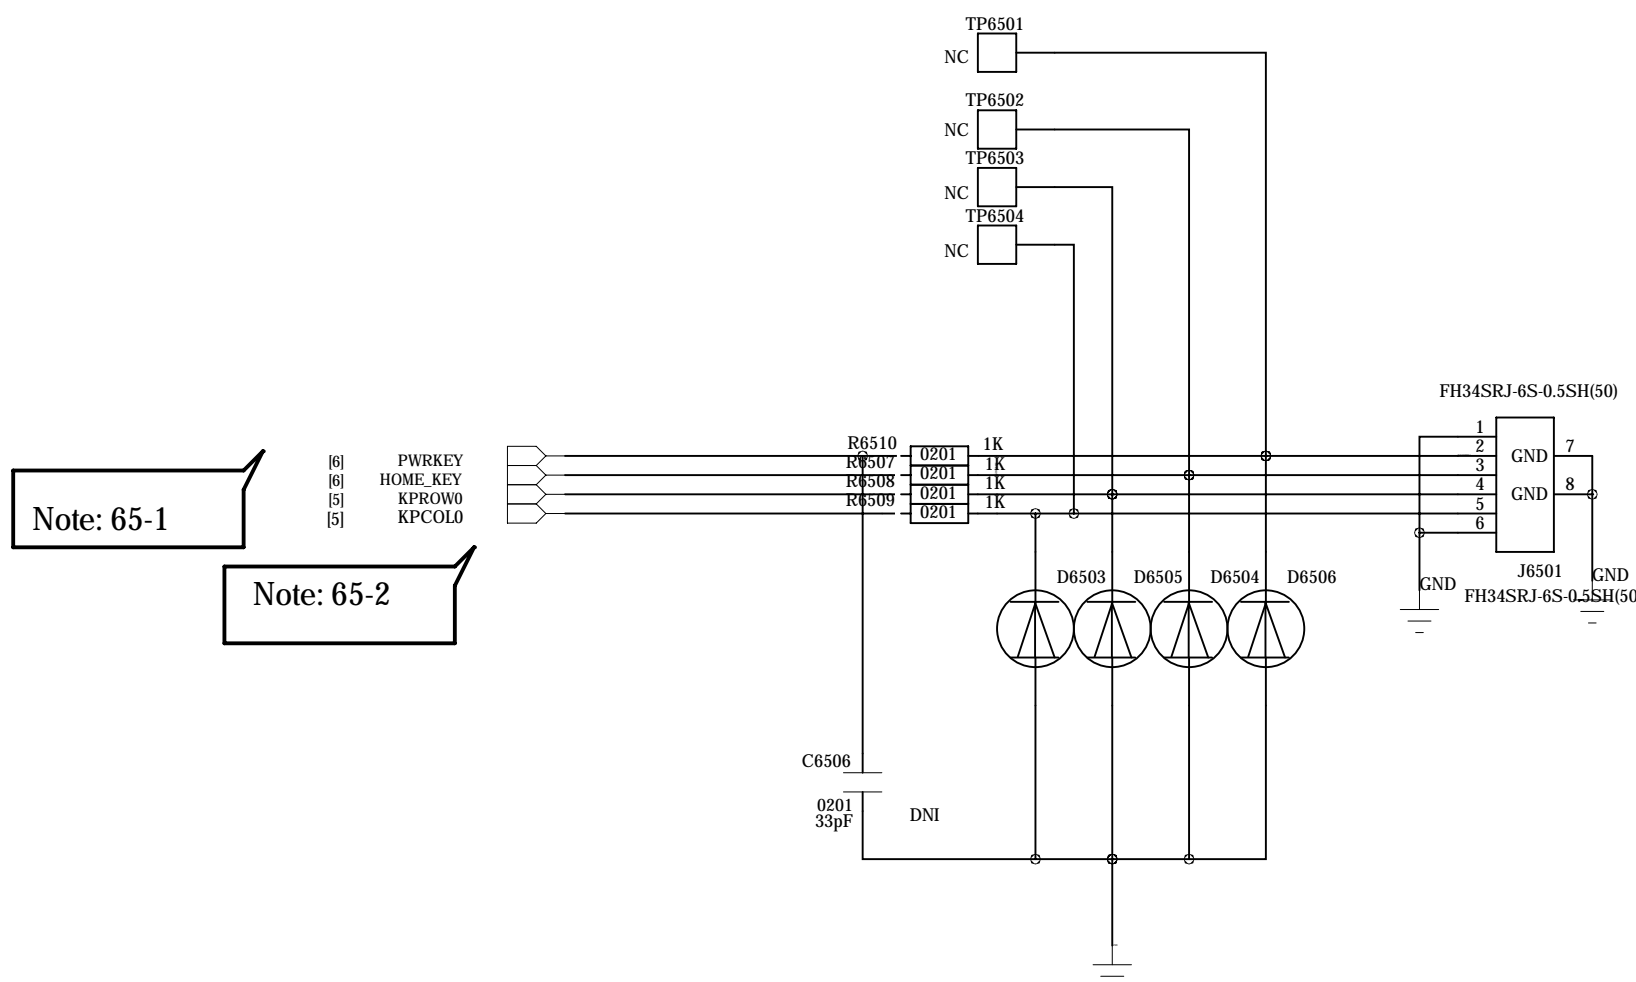 TP6501
NC
TP6502
NC
TP6503
NC
TP6504
NC
FH34SRJ-6S-0.5SH(50)
R6510 0201 1K
R6507 0201 1K
R6508 0201 1K
R6509 0201 1K
[6] PWRKEY
[6] HOME_KEY
[5] KPROW0
[5] KPCOL0
Note: 65-1
Note: 65-2
1
2
3
4
5
6
GND 7
GND 8
J6501
FH34SRJ-6S-0.5SH(50
GND
GND
D6503 D6505 D6504 D6506
C6506
0201
33pF
DNI